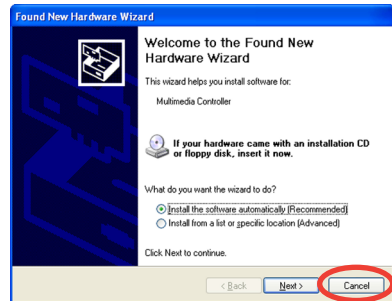 Found New Hardware Wizard
Welcome to the Found New
Hardware Wizard
This wizard helps you install software for:
Multimedia Controller
If your hardware came with an installation CD
or floppy disk, insert it now.
What do you want the wizard to do?
Install the software automatically (Recommended)
Install from a list or specific location (Advanced)
Click Next to continue.
< Back Next > Cancel